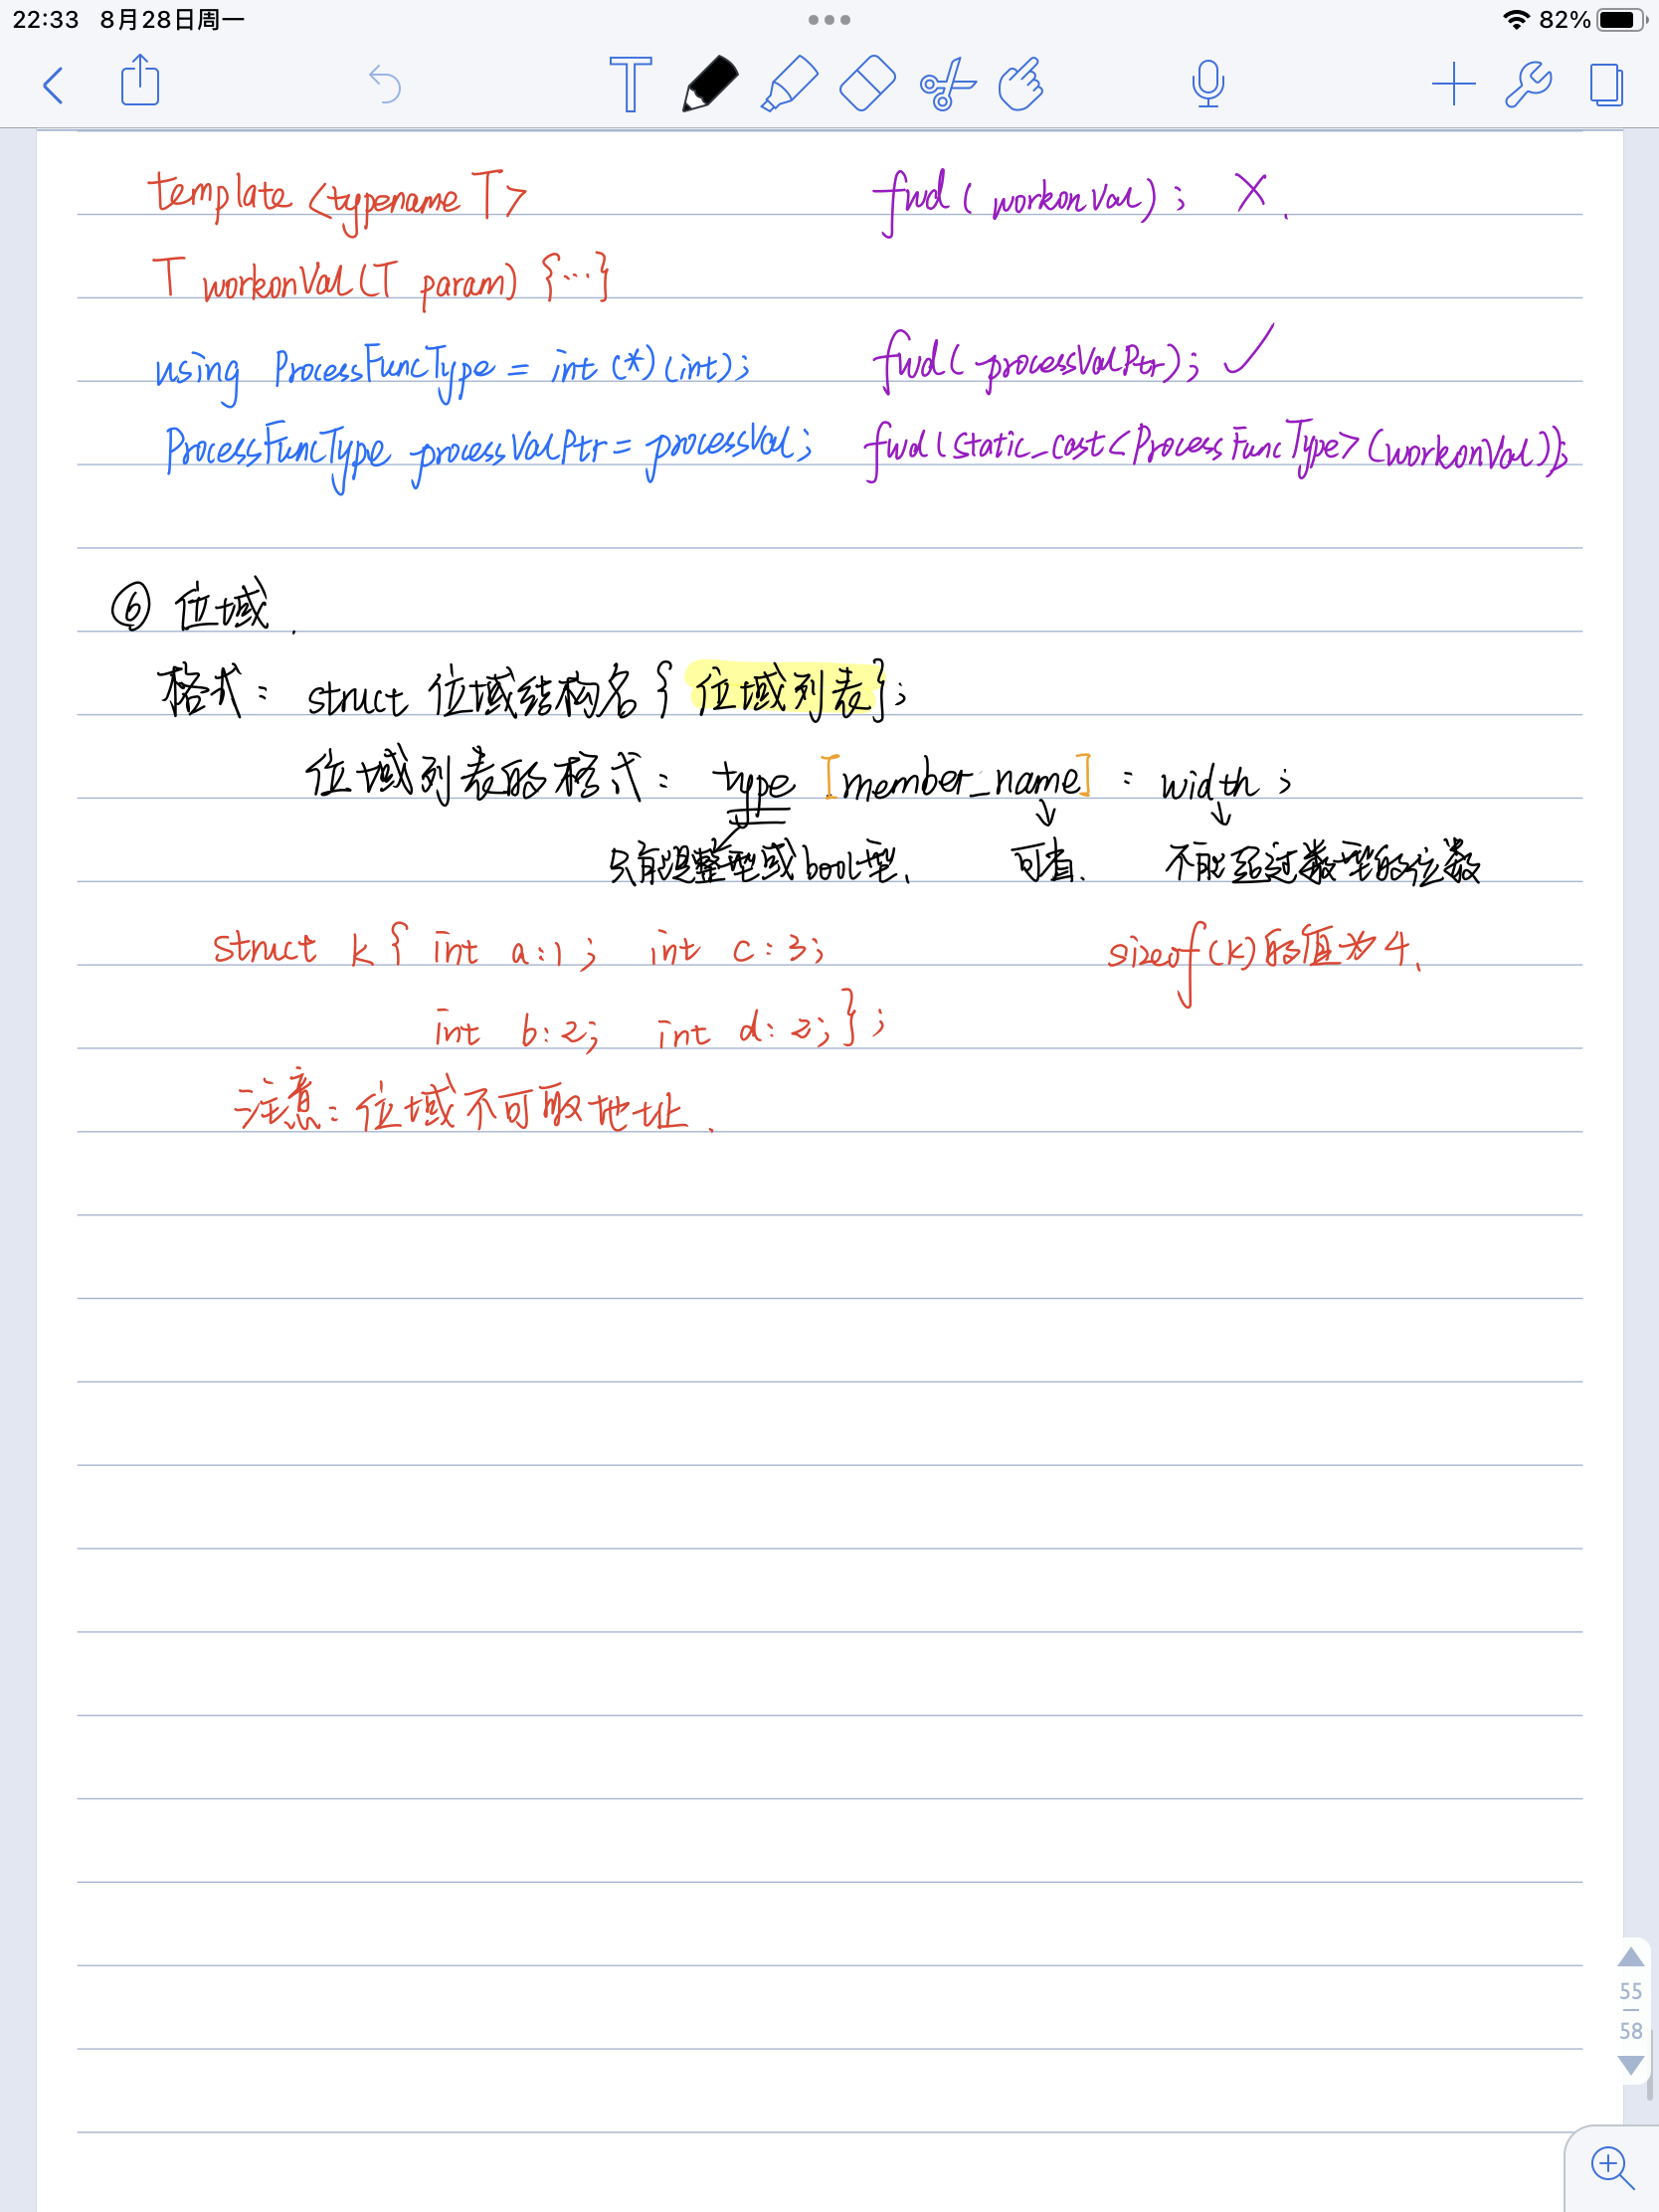 22:33 8月28日周一
82%
template <typename T>
fwd ( workonVal ) ; X.
T workonVal (T param) {...}
using ProcessFuncType = int (*) (int);
fwd ( processValPtr ); ✓
ProcessFuncType processValPtr = processVal;
fwd (static_cast<ProcessFuncType>(workonVal));
⑥ 位域.
格式: struct 位域结构名 { 位域列表 };
位域列表的格式: type [member_name] : width ;
只能是整型或bool型. 可省. 不能超过类型的位数
struct k { int a:1 ; int c:3;
sizeof (k) 的值为4.
int b:2; int d:2; } ;
注意: 位域不可取地址.
55
58